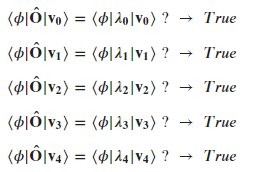 ⟨ϕ|Ô|v₀⟩ = ⟨ϕ|λ₀|v₀⟩ ? → True
⟨ϕ|Ô|v₁⟩ = ⟨ϕ|λ₁|v₁⟩ ? → True
⟨ϕ|Ô|v₂⟩ = ⟨ϕ|λ₂|v₂⟩ ? → True
⟨ϕ|Ô|v₃⟩ = ⟨ϕ|λ₃|v₃⟩ ? → True
⟨ϕ|Ô|v₄⟩ = ⟨ϕ|λ₄|v₄⟩ ? → True